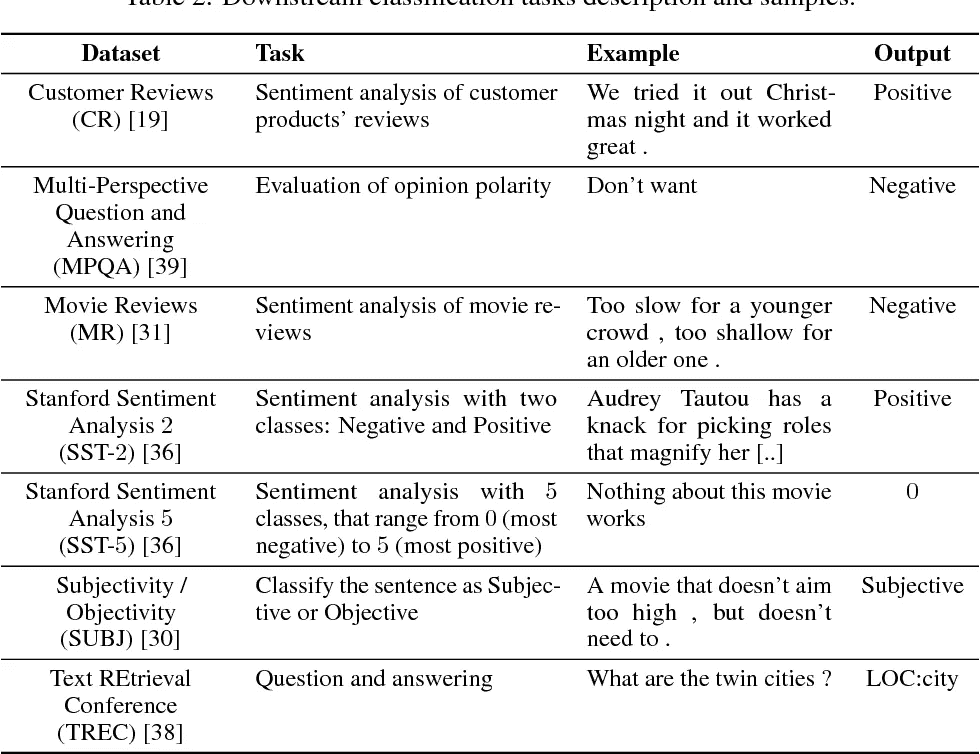 Table 2: Downstream classification tasks description and samples.
Dataset Task Example Output
Customer Reviews Sentiment analysis of customer We tried it out Christ- Positive
(CR) [19] products' reviews mas night and it worked
great .
Multi-Perspective Evaluation of opinion polarity Don't want Negative
Question and
Answering
(MPQA) [39]
Movie Reviews Sentiment analysis of movie re- Too slow for a younger Negative
(MR) [31] views crowd , too shallow for
an older one .
Stanford Sentiment Sentiment analysis with two Audrey Tautou has a Positive
Analysis 2 classes: Negative and Positive knack for picking roles
(SST-2) [36] that magnify her [..]
Stanford Sentiment Sentiment analysis with 5 Nothing about this movie 0
Analysis 5 classes, that range from 0 (most works
(SST-5) [36] negative) to 5 (most positive)
Subjectivity / Classify the sentence as Subjec- A movie that doesn't aim Subjective
Objectivity tive or Objective too high , but doesn't
(SUBJ) [30] need to .
Text REtrieval Question and answering What are the twin cities ? LOC:city
Conference
(TREC) [38]